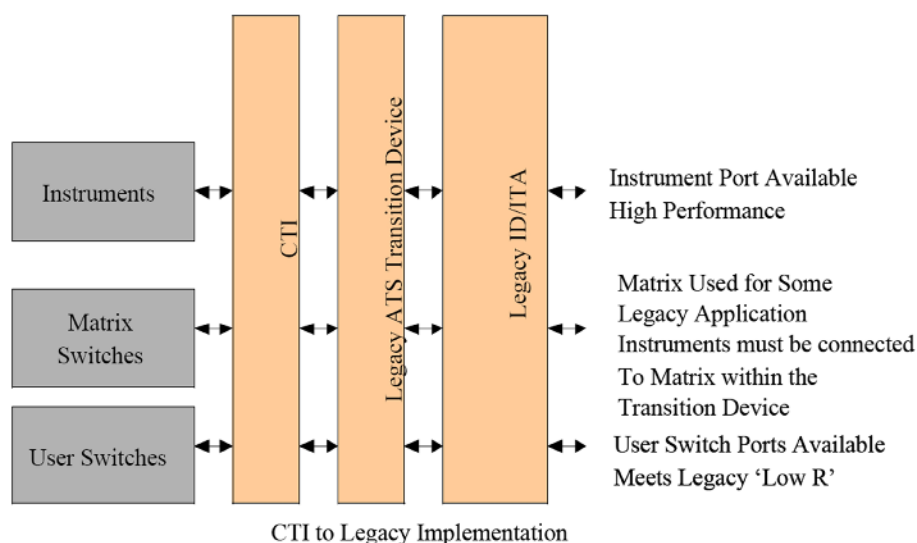 Instruments
Matrix
Switches
User Switches
CTI
Legacy ATS Transition Device
Legacy ID/ITA
Instrument Port Available
High Performance
Matrix Used for Some
Legacy Application
Instruments must be connected
To Matrix within the
Transition Device
User Switch Ports Available
Meets Legacy ‘Low R’
CTI to Legacy Implementation